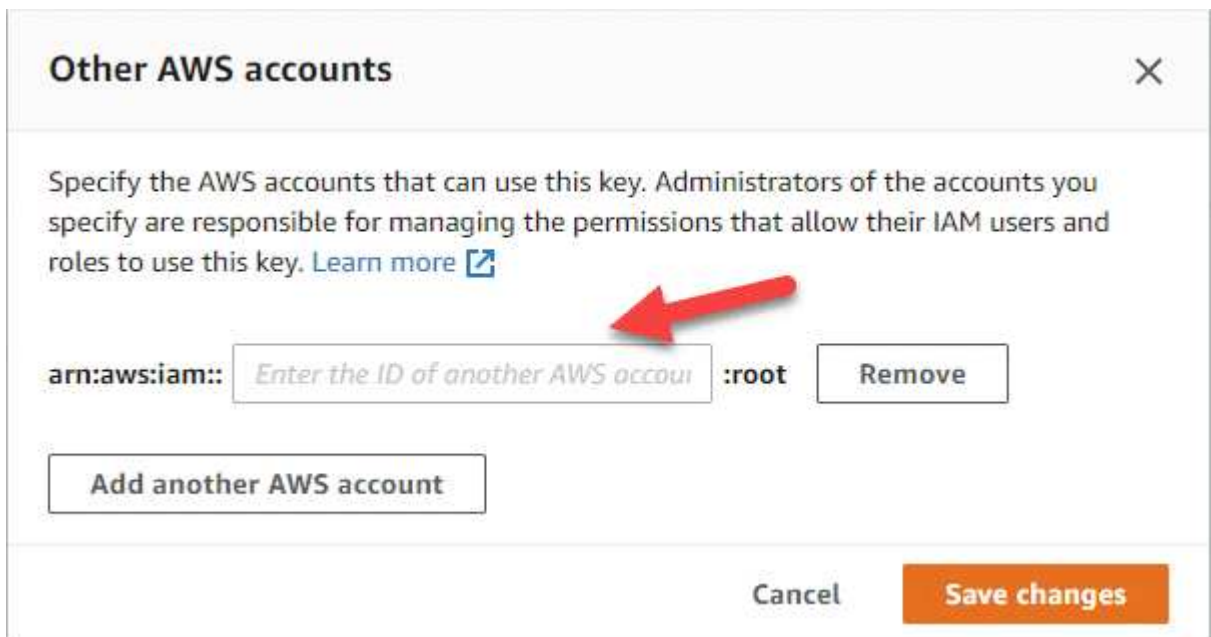 Other AWS accounts
Specify the AWS accounts that can use this key. Administrators of the accounts you
specify are responsible for managing the permissions that allow their IAM users and
roles to use this key. Learn more
arn:aws:iam:: Enter the ID of another AWS accou :root Remove
Add another AWS account
Cancel Save changes